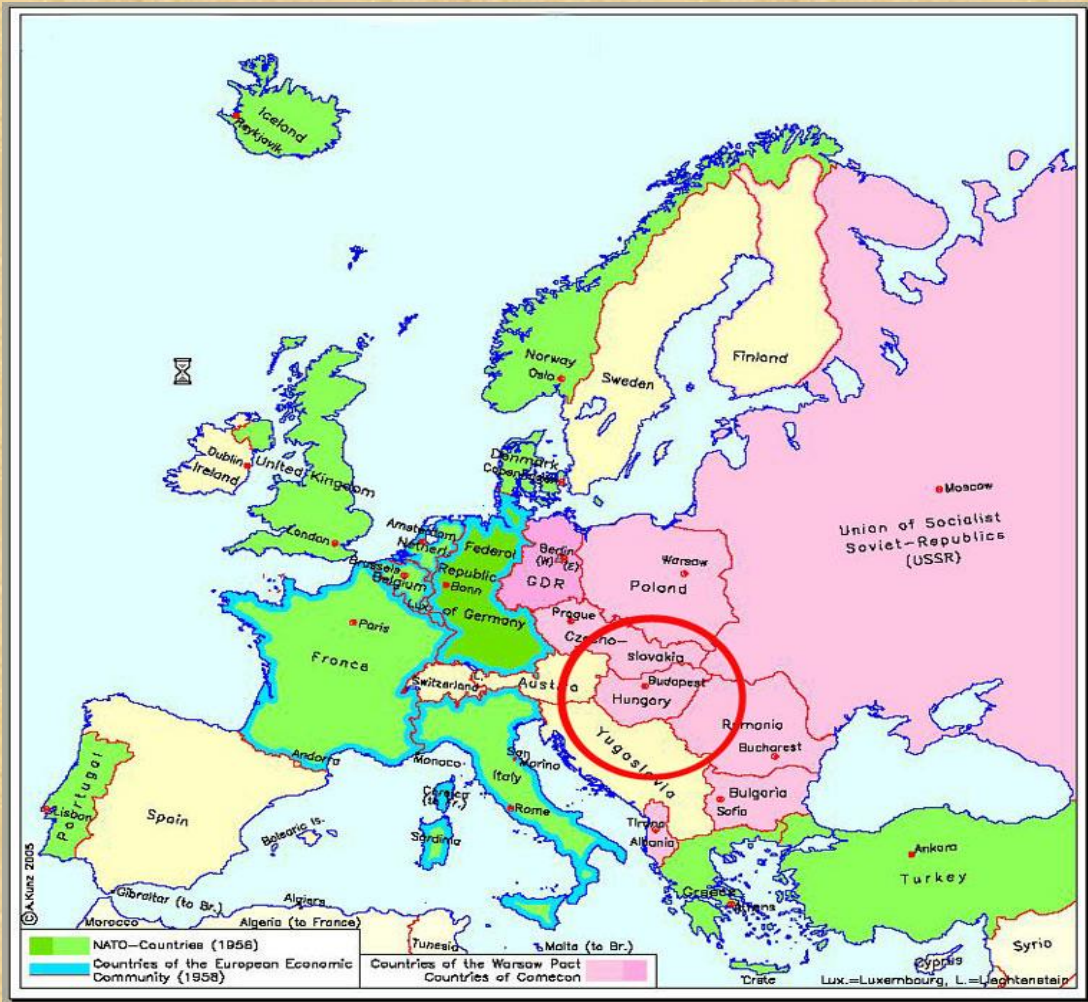 Iceland
Reykjavik
Norway
Oslo
Sweden
Finland
Moscow
Union of Socialist
Soviet-Republics
(USSR)
Dublin
Ireland
United Kingdom
London
Denmark
Copenhagen
Amsterdam
Netherl.
Brussels
Belgium
Lux.
Federal
Republic
Bonn
of Germany
Berlin
(W) (E)
GDR
Warsaw
Poland
Prague
Czecho-
slovakia
Paris
France
Switzerland
L.
Austria
Budapest
Hungary
Rumania
Bucharest
Yugoslavia
Bulgaria
Sofia
Tirana
Albania
Andorra
Monaco
San
Marino
Italy
Rome
Corsica
(to Fr.)
Sardinia
Portugal
Lisbon
Spain
Balearic Is.
Ankara
Turkey
Greece
Athens
Gibraltar (to Br.)
Algiers
Morocco
Algeria (to France)
Tunesia
Malta (to Br.)
Crete
Cyprus
Syria
©A.Kunz 2005
NATO-Countries (1956)
Countries of the European Economic
Community (1958)
Countries of the Warsaw Pact
Countries of Comecon
Lux.=Luxembourg, L.=Liechtenstein